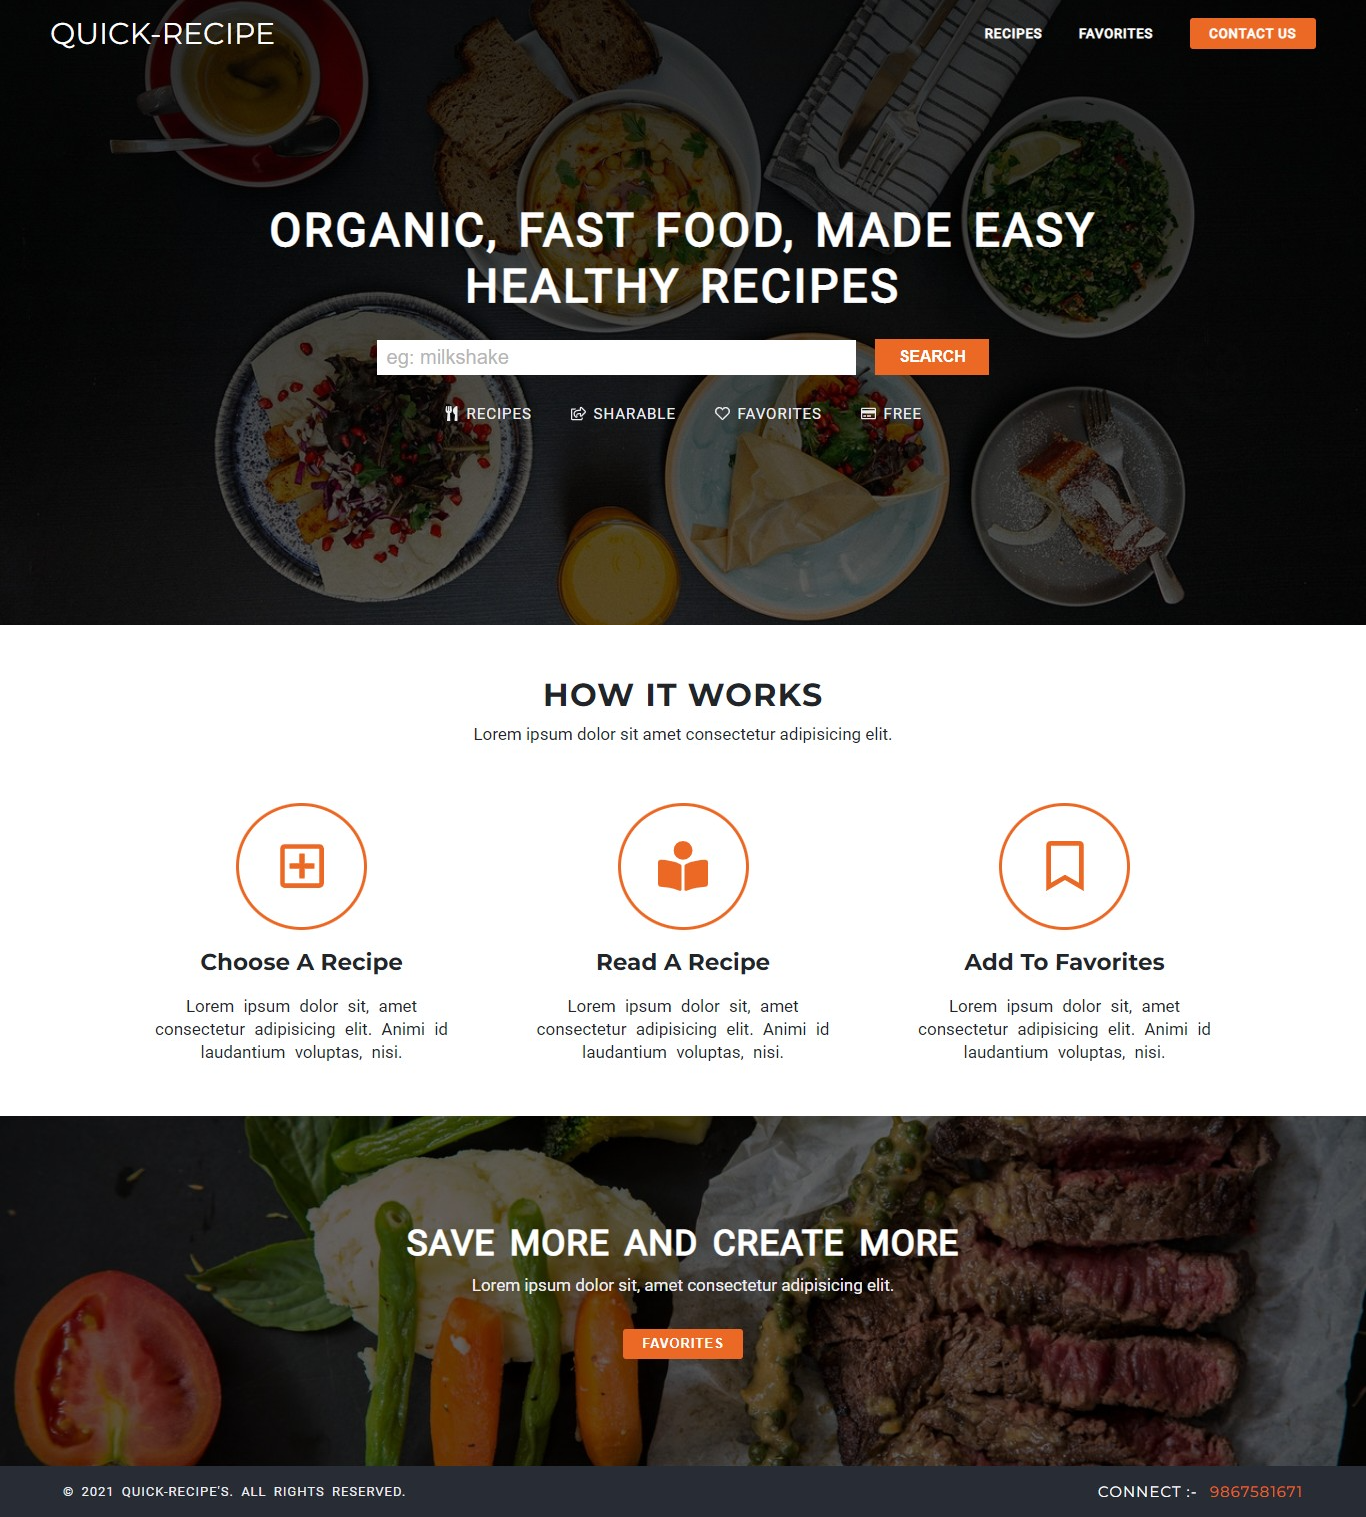 QUICK-RECIPE
RECIPES FAVORITES CONTACT US
ORGANIC, FAST FOOD, MADE EASY
HEALTHY RECIPES
eg: milkshake SEARCH
RECIPES SHARABLE FAVORITES FREE
HOW IT WORKS
Lorem ipsum dolor sit amet consectetur adipisicing elit.
Choose A Recipe
Lorem ipsum dolor sit, amet
consectetur adipisicing elit. Animi id
laudantium voluptas, nisi.
Read A Recipe
Lorem ipsum dolor sit, amet
consectetur adipisicing elit. Animi id
laudantium voluptas, nisi.
Add To Favorites
Lorem ipsum dolor sit, amet
consectetur adipisicing elit. Animi id
laudantium voluptas, nisi.
SAVE MORE AND CREATE MORE
Lorem ipsum dolor sit, amet consectetur adipisicing elit.
FAVORITES
© 2021 QUICK-RECIPE'S. ALL RIGHTS RESERVED.
CONNECT :- 9867581671